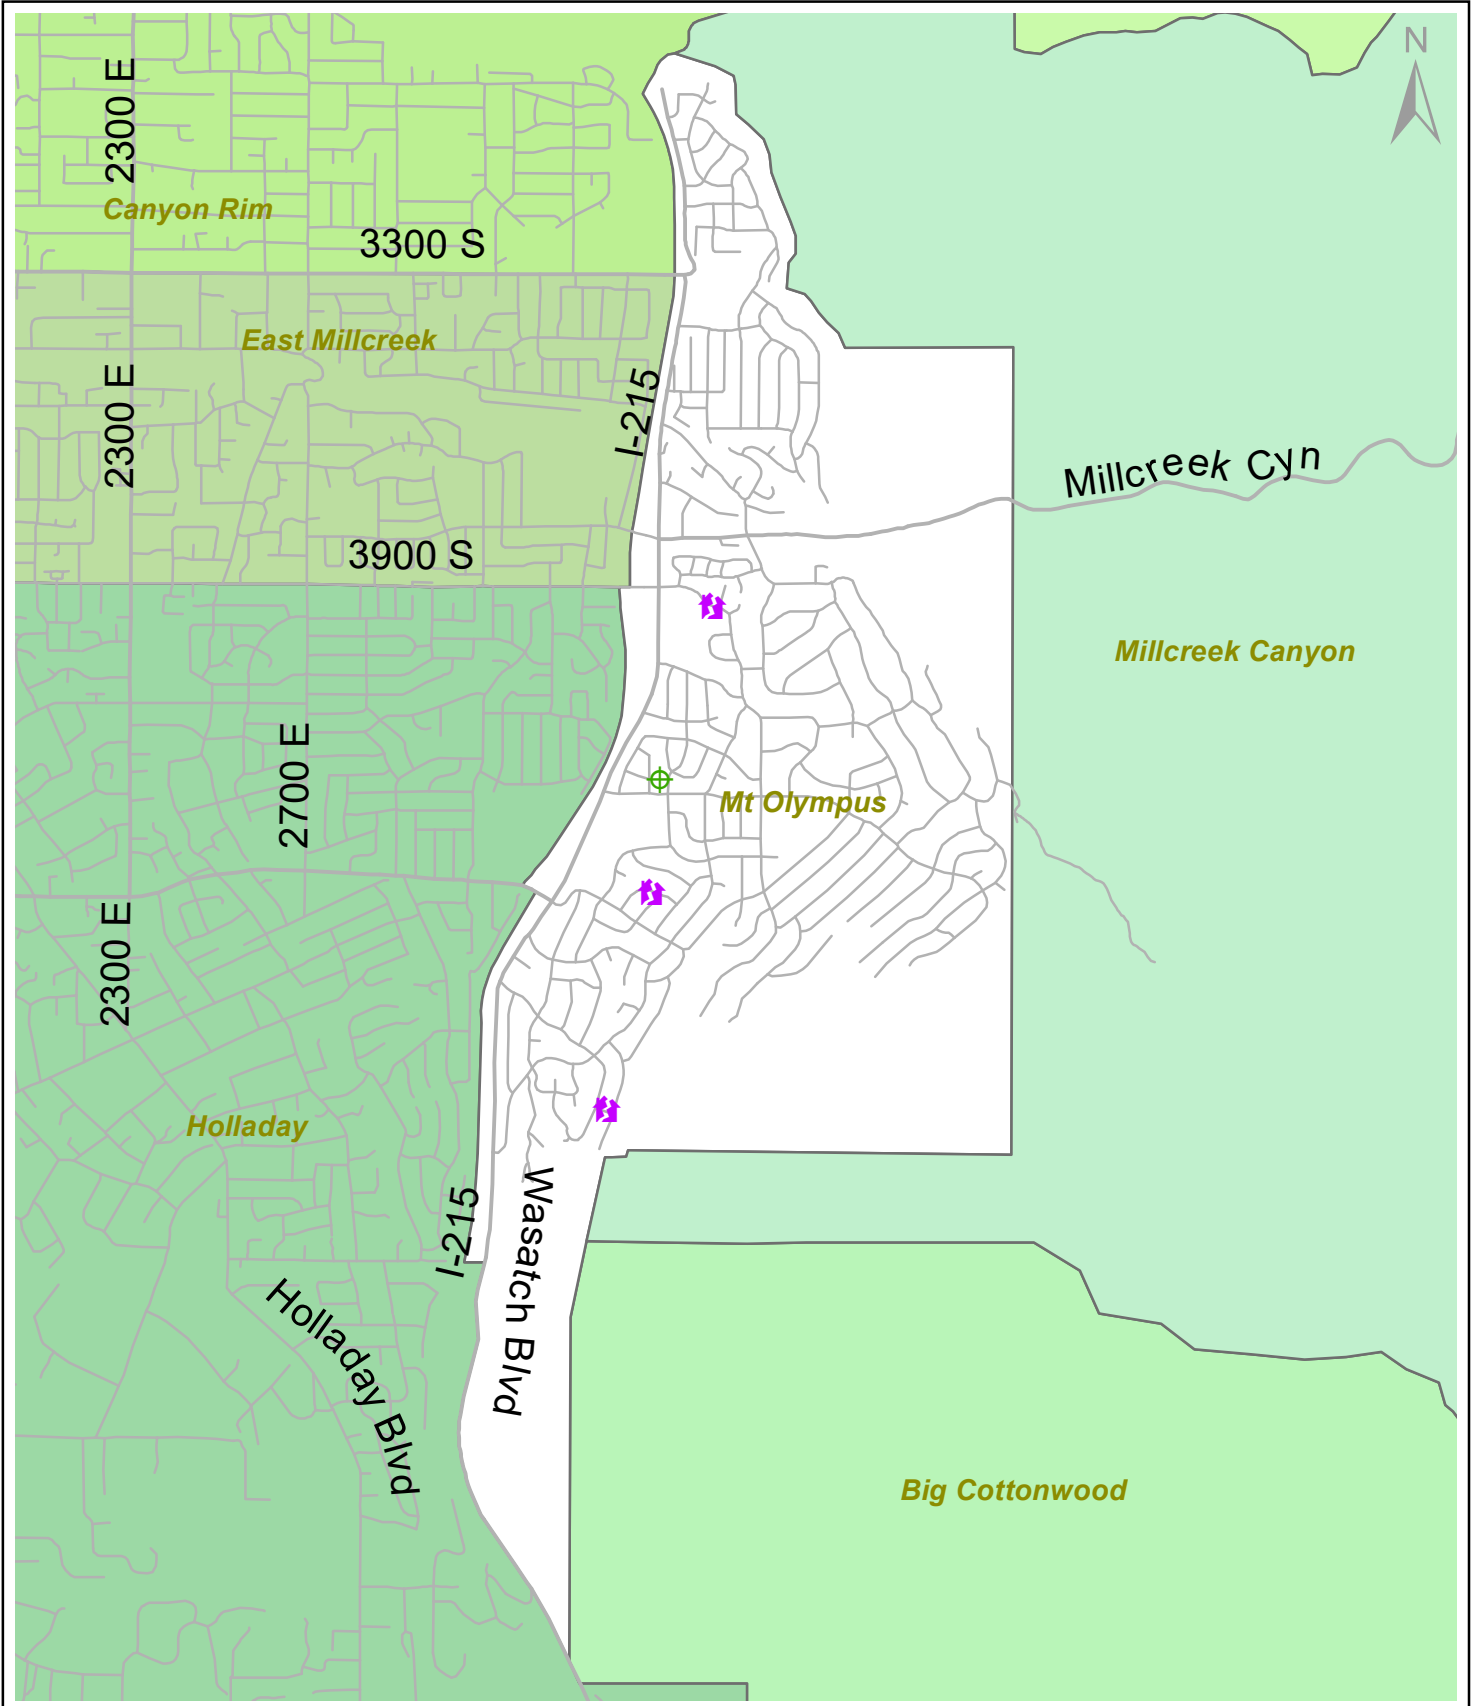 N
2300 E
Canyon Rim
3300 S
East Millcreek
2300 E
I-215
Millcreek Cyn
3900 S
Millcreek Canyon
2700 E
Mt Olympus
2300 E
Holladay
I-215
Wasatch Blvd
Holladay Blvd
Big Cottonwood